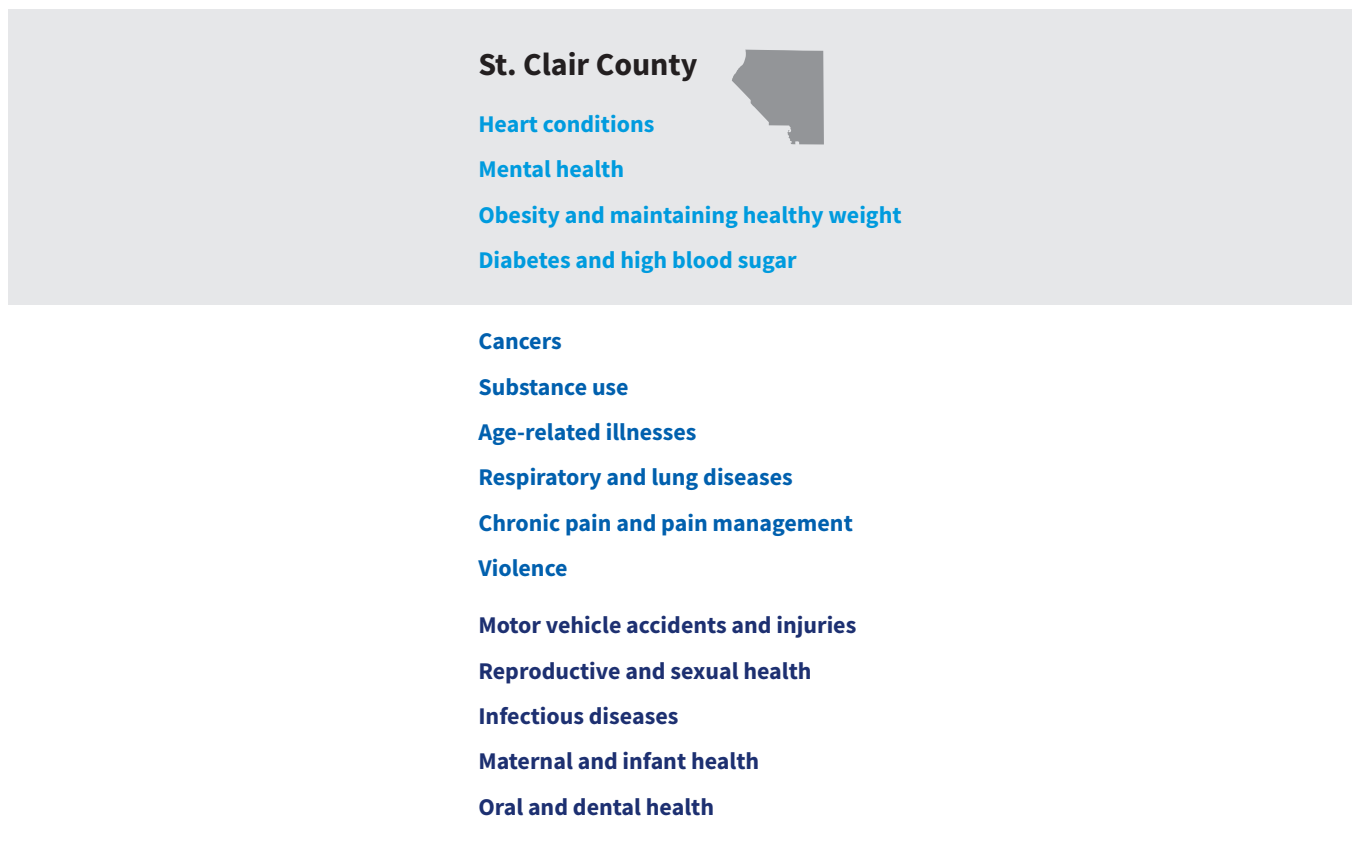 St. Clair County
Heart conditions
Mental health
Obesity and maintaining healthy weight
Diabetes and high blood sugar
Cancers
Substance use
Age-related illnesses
Respiratory and lung diseases
Chronic pain and pain management
Violence
Motor vehicle accidents and injuries
Reproductive and sexual health
Infectious diseases
Maternal and infant health
Oral and dental health